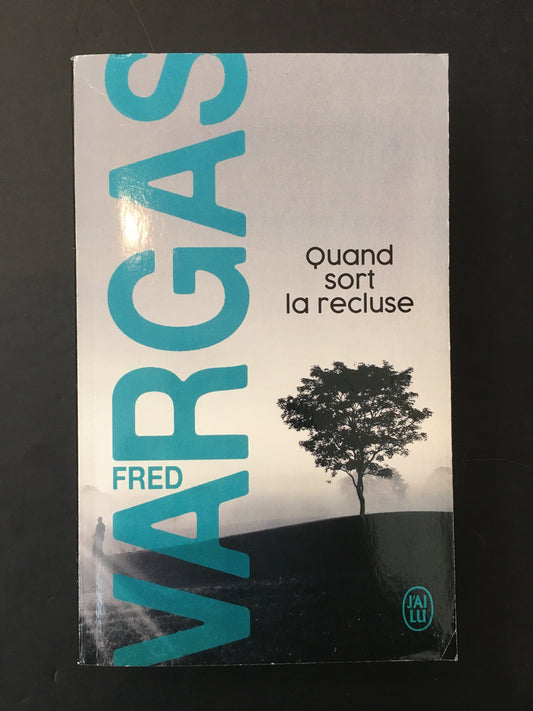 FRED
VARGAS
Quand
sort
la recluse
J'AI
LU